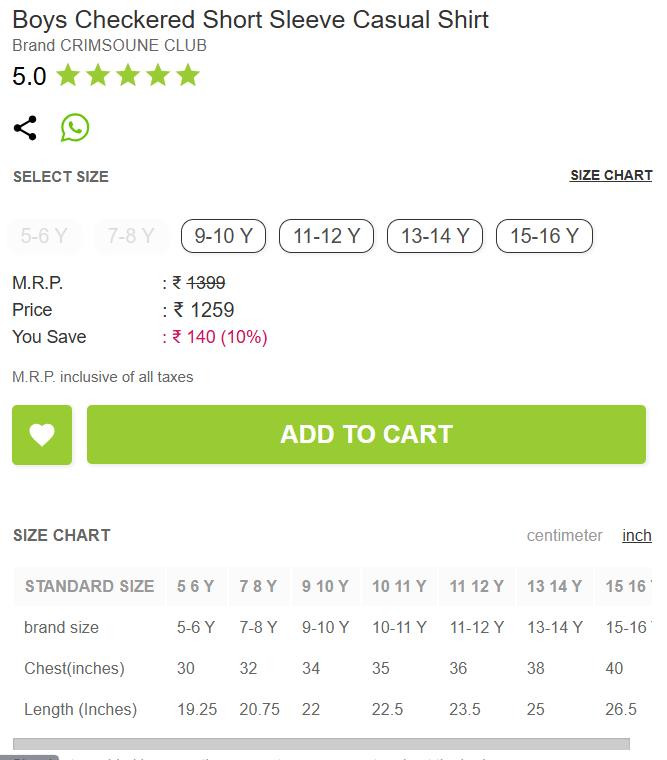 Boys Checkered Short Sleeve Casual Shirt
Brand CRIMSOUNE CLUB
5.0
SELECT SIZE SIZE CHART
5-6 Y 7-8 Y 9-10 Y 11-12 Y 13-14 Y 15-16 Y
M.R.P. : ₹ 1399
Price : ₹ 1259
You Save : ₹ 140 (10%)
M.R.P. inclusive of all taxes
ADD TO CART
SIZE CHART centimeter inch
STANDARD SIZE 5 6 Y 7 8 Y 9 10 Y 10 11 Y 11 12 Y 13 14 Y 15 16
brand size 5-6 Y 7-8 Y 9-10 Y 10-11 Y 11-12 Y 13-14 Y 15-16
Chest(inches) 30 32 34 35 36 38 40
Length (Inches) 19.25 20.75 22 22.5 23.5 25 26.5